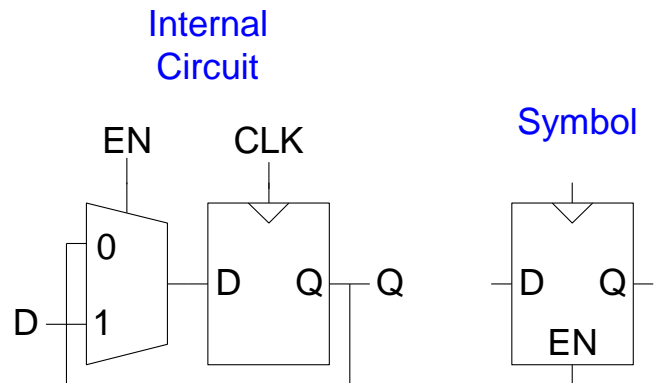 Internal
Circuit
Symbol
EN CLK
0
D Q Q
D 1
D Q
EN